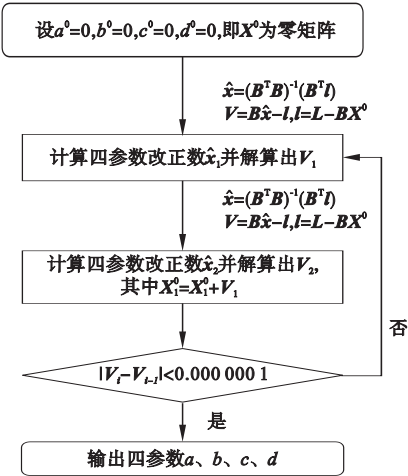 设a⁰=0,b⁰=0,c⁰=0,d⁰=0,即X⁰为零矩阵
x̂=(BᵀB)⁻¹(Bᵀl)
V=Bx̂-l,l=L-BX⁰
计算四参数改正数x̂₁并解算出V₁
x̂=(BᵀB)⁻¹(Bᵀl)
V=Bx̂-l,l=L-BX⁰
计算四参数改正数x̂₂并解算出V₂,
其中X₁⁰=X₁⁰+V₁
否
|Vᵢ-Vᵢ₋₁|<0.000 000 1
是
输出四参数a、b、c、d